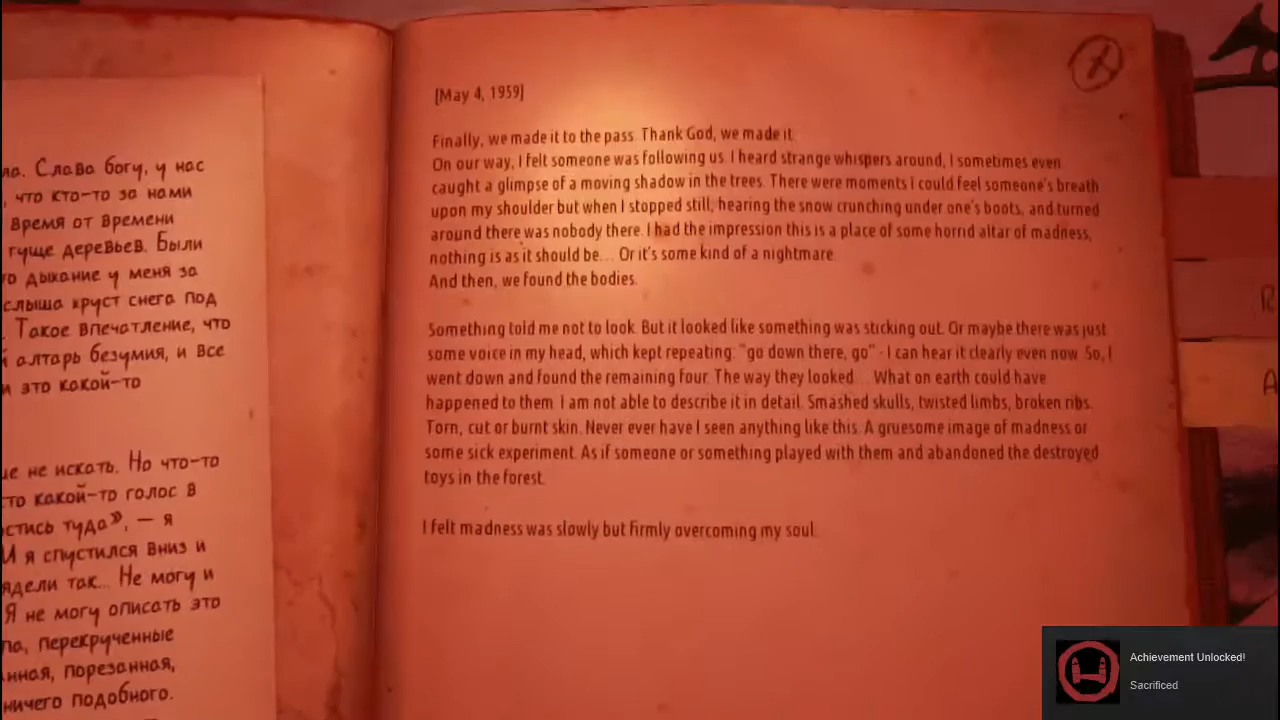 ла. Слава богу, у нас
, что кто-то за нами
время от времени
гуще деревьев. Были
о дыхание у меня за
слыша хруст снега под
. Такое впечатление, что
й алтарь безумия, и все
и это какой-то
ше не искать. Но что-то
то какой-то голос в
стись туда», — я
И я спустился вниз и
ядели так... Не могу и
Я не могу описать это
па, перекрученные
нная, порезанная,
ничего подобного.
[May 4, 1959]
Finally, we made it to the pass. Thank God, we made it.
On our way, I felt someone was following us. I heard strange whispers around, I sometimes even
caught a glimpse of a moving shadow in the trees. There were moments I could feel someone's breath
upon my shoulder but when I stopped still, hearing the snow crunching under one's boots, and turned
around there was nobody there. I had the impression this is a place of some horrid altar of madness,
nothing is as it should be... Or it's some kind of a nightmare.
And then, we found the bodies.
Something told me not to look. But it looked like something was sticking out. Or maybe there was just
some voice in my head, which kept repeating: "go down there, go" - I can hear it clearly even now. So, I
went down and found the remaining four. The way they looked... What on earth could have
happened to them. I am not able to describe it in detail. Smashed skulls, twisted limbs, broken ribs.
Torn, cut or burnt skin. Never ever have I seen anything like this. A gruesome image of madness or
some sick experiment. As if someone or something played with them and abandoned the destroyed
toys in the forest.
I felt madness was slowly but firmly overcoming my soul.
Achievement Unlocked!
Sacrificed